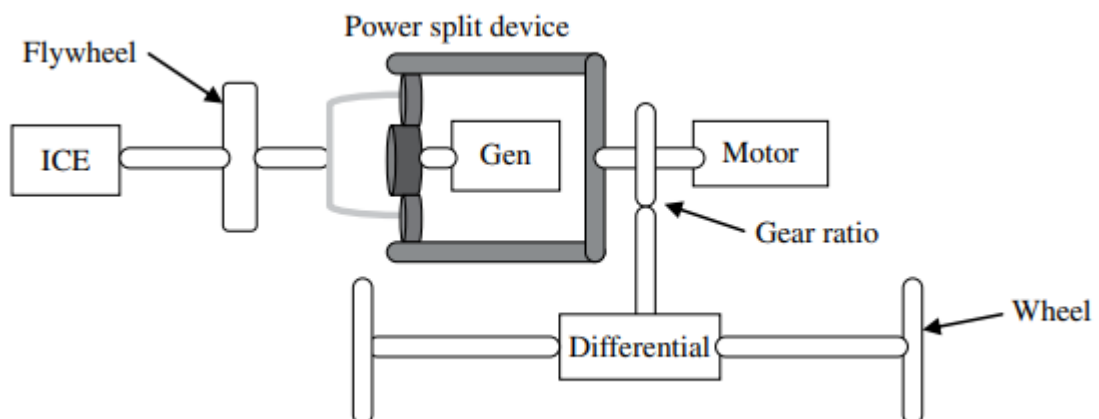 Power split device
Flywheel
ICE
Gen
Motor
Gear ratio
Wheel
Differential